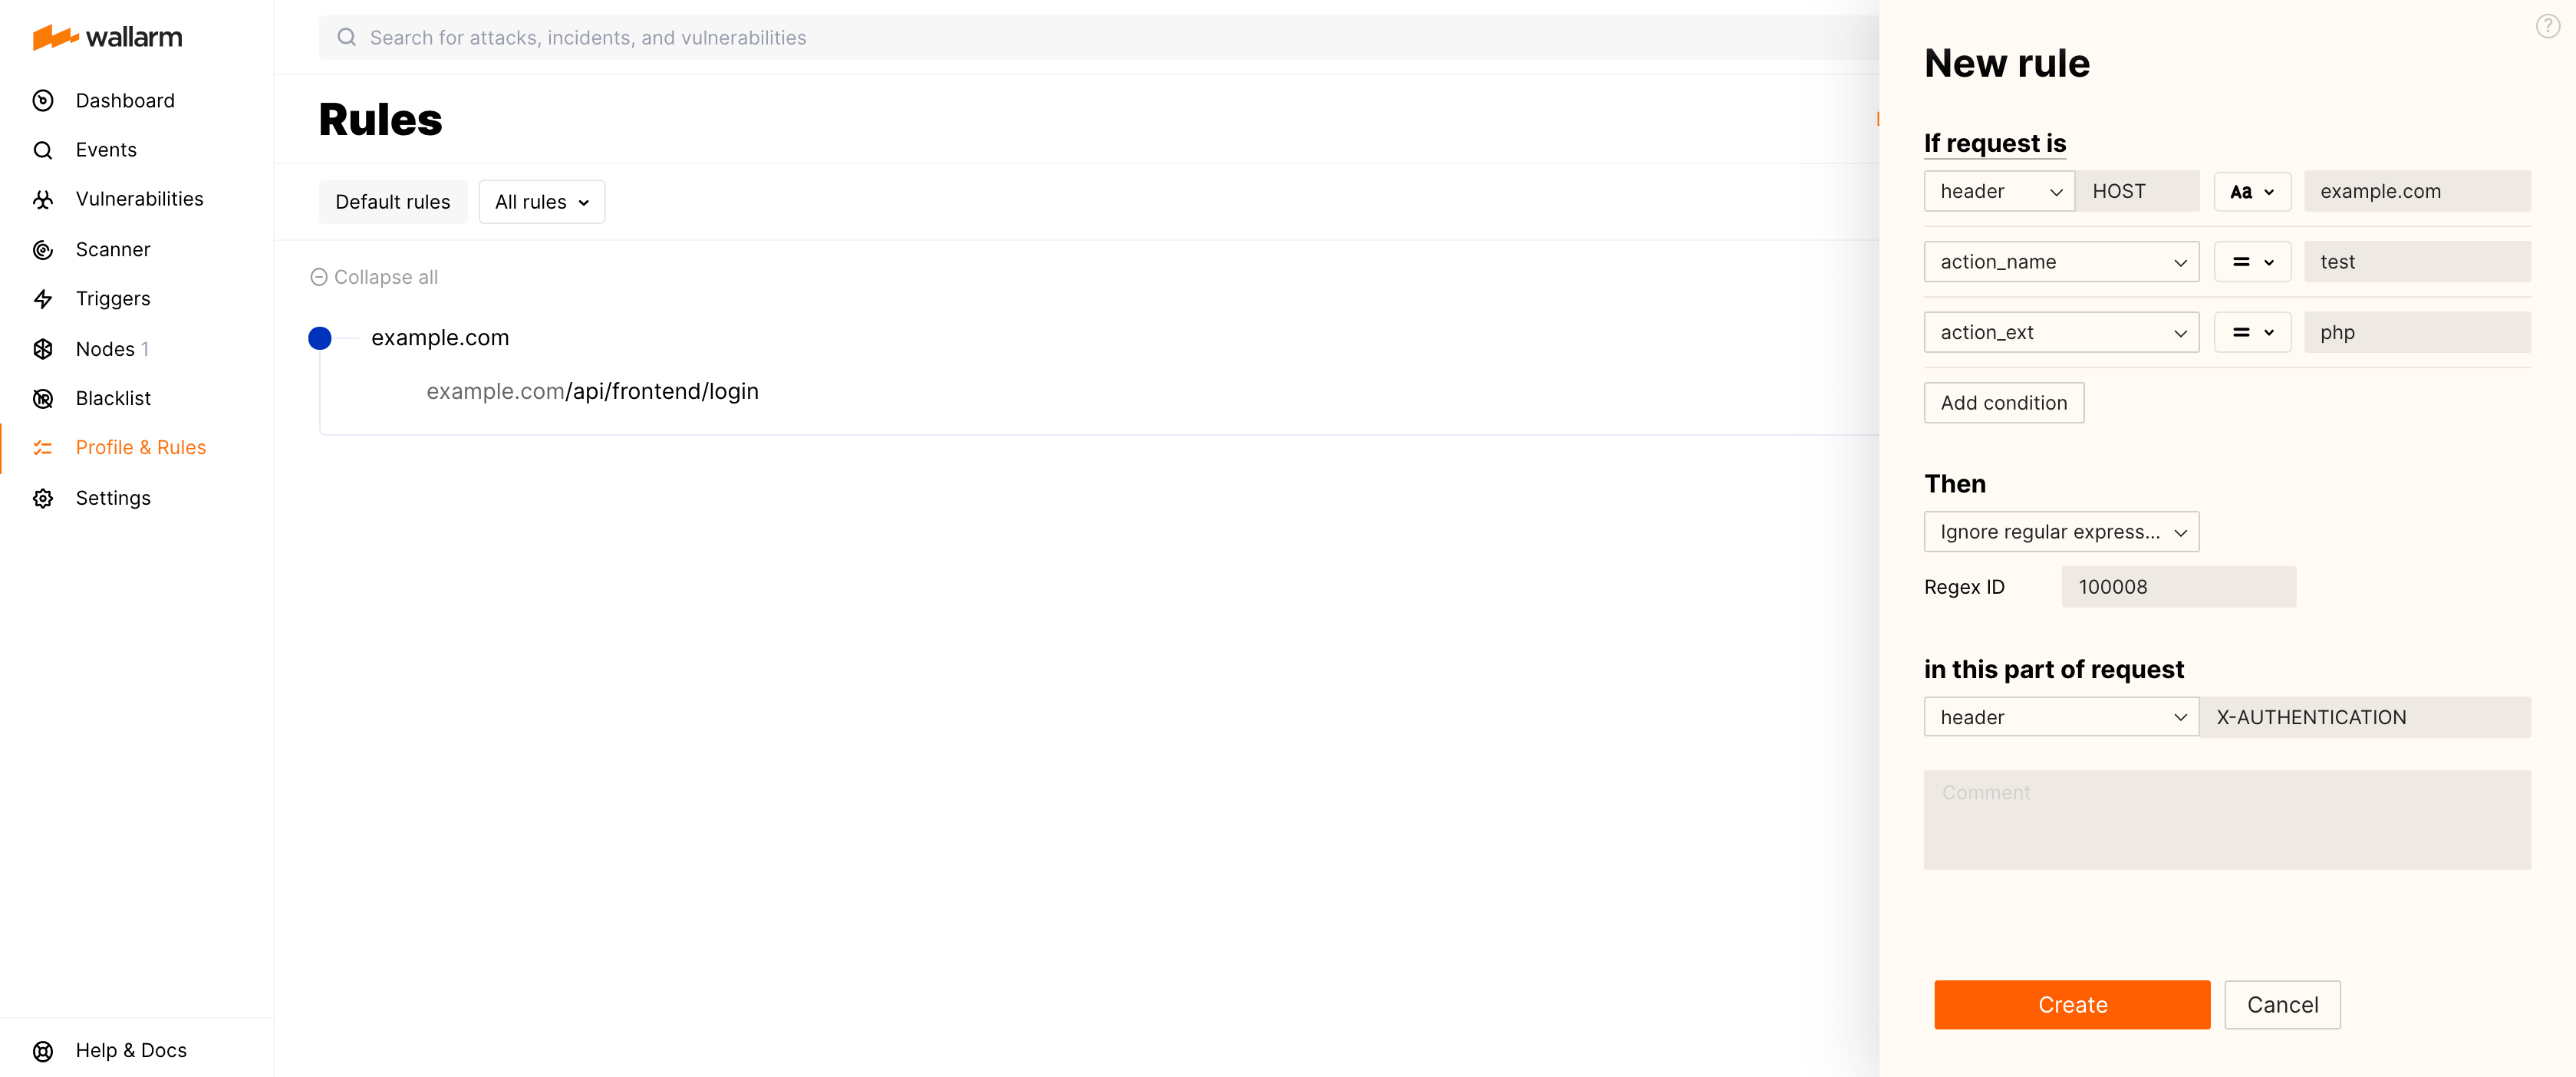 wallarm
Dashboard
Events
Vulnerabilities
Scanner
Triggers
Nodes 1
Blacklist
Profile & Rules
Settings
Help & Docs
Search for attacks, incidents, and vulnerabilities
Rules
Default rules
All rules
Collapse all
example.com
example.com/api/frontend/login
?
New rule
If request is
header HOST Aa example.com
action_name = test
action_ext = php
Add condition
Then
Ignore regular express...
Regex ID 100008
in this part of request
header X-AUTHENTICATION
Comment
Create Cancel